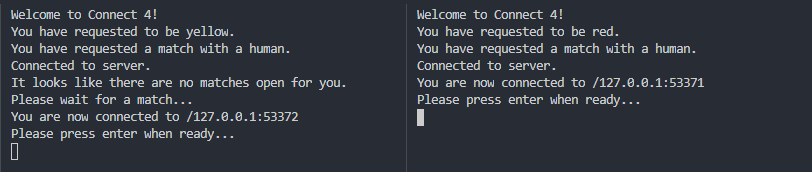 Welcome to Connect 4!
You have requested to be yellow.
You have requested a match with a human.
Connected to server.
It looks like there are no matches open for you.
Please wait for a match...
You are now connected to /127.0.0.1:53372
Please press enter when ready...
Welcome to Connect 4!
You have requested to be red.
You have requested a match with a human.
Connected to server.
You are now connected to /127.0.0.1:53371
Please press enter when ready...